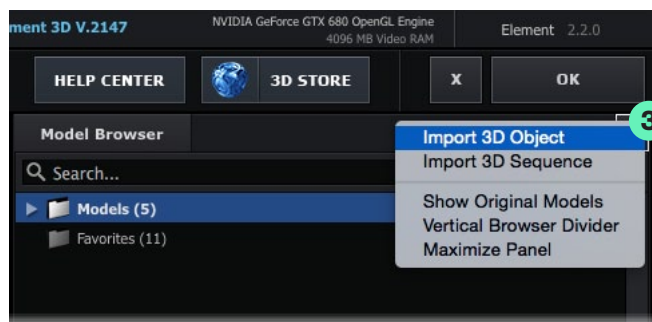 ment 3D V.2147
NVIDIA GeForce GTX 680 OpenGL Engine
4096 MB Video RAM
Element 2.2.0
HELP CENTER
3D STORE
X
OK
3
Model Browser
Import 3D Object
Import 3D Sequence
Show Original Models
Vertical Browser Divider
Maximize Panel
Search...
Models (5)
Favorites (11)